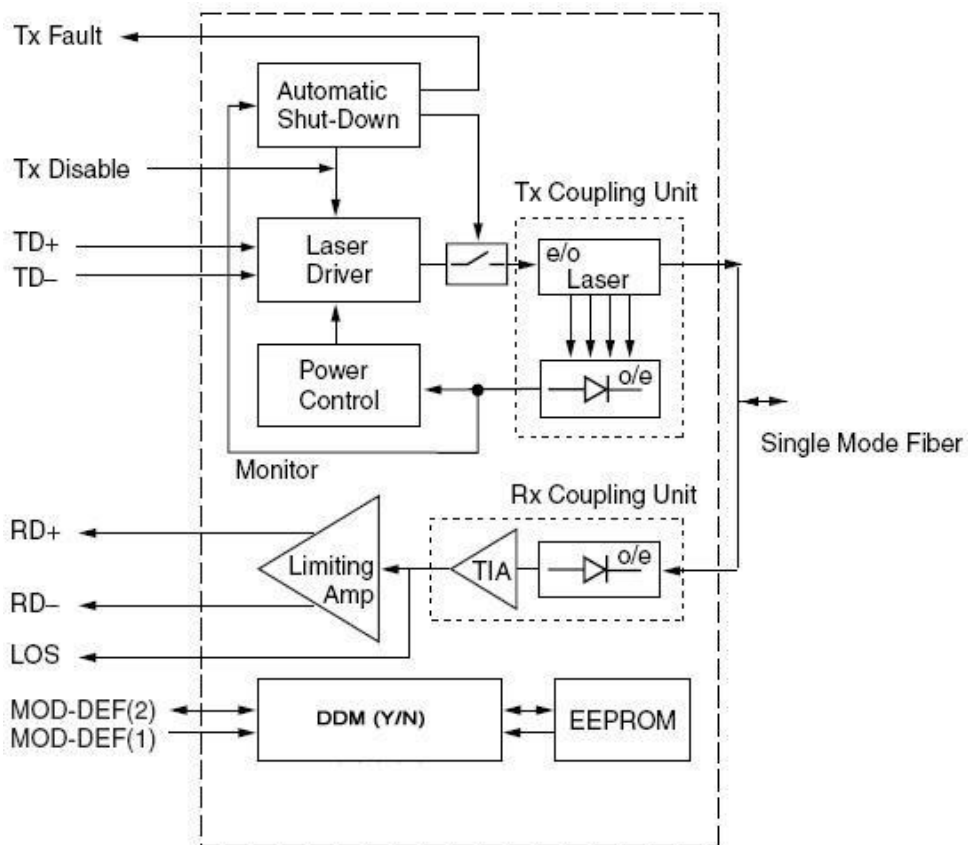 Tx Fault
Automatic
Shut-Down
Tx Disable
Tx Coupling Unit
TD+
TD–
Laser
Driver
e/o
Laser
Power
Control
o/e
Single Mode Fiber
Monitor
Rx Coupling Unit
RD+
RD–
Limiting
Amp
TIA
o/e
LOS
MOD-DEF(2)
MOD-DEF(1)
DDM (Y/N)
EEPROM